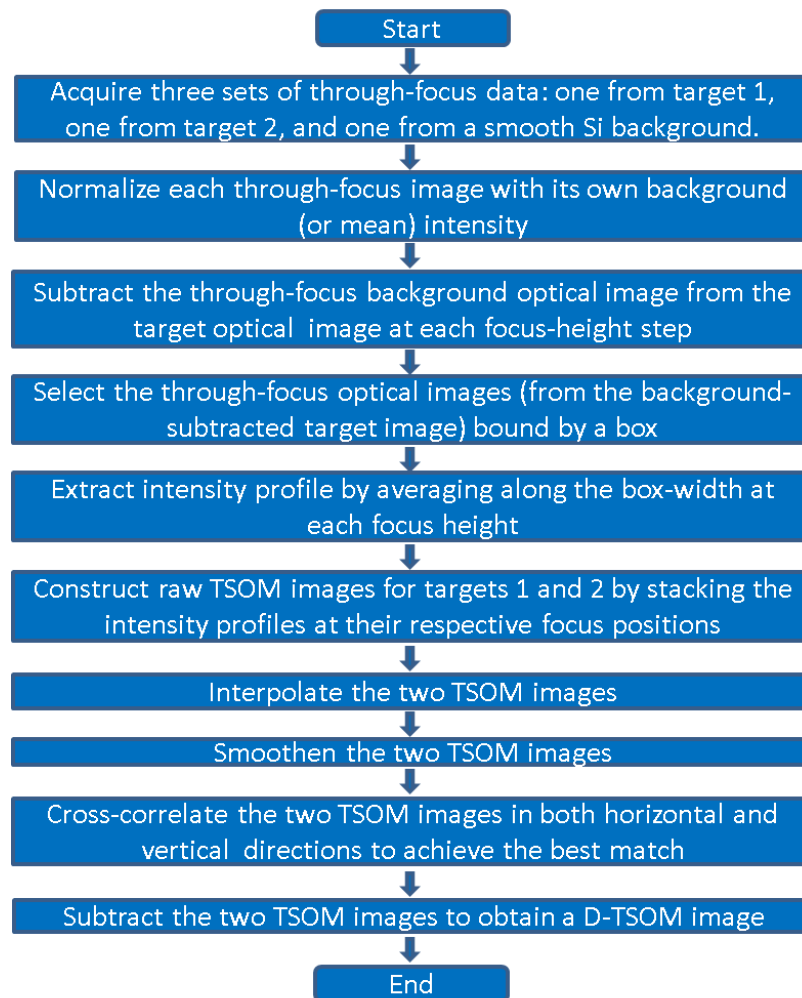 Start
Acquire three sets of through-focus data: one from target 1,
one from target 2, and one from a smooth Si background.
Normalize each through-focus image with its own background
(or mean) intensity
Subtract the through-focus background optical image from the
target optical image at each focus-height step
Select the through-focus optical images (from the background-
subtracted target image) bound by a box
Extract intensity profile by averaging along the box-width at
each focus height
Construct raw TSOM images for targets 1 and 2 by stacking the
intensity profiles at their respective focus positions
Interpolate the two TSOM images
Smoothen the two TSOM images
Cross-correlate the two TSOM images in both horizontal and
vertical directions to achieve the best match
Subtract the two TSOM images to obtain a D-TSOM image
End